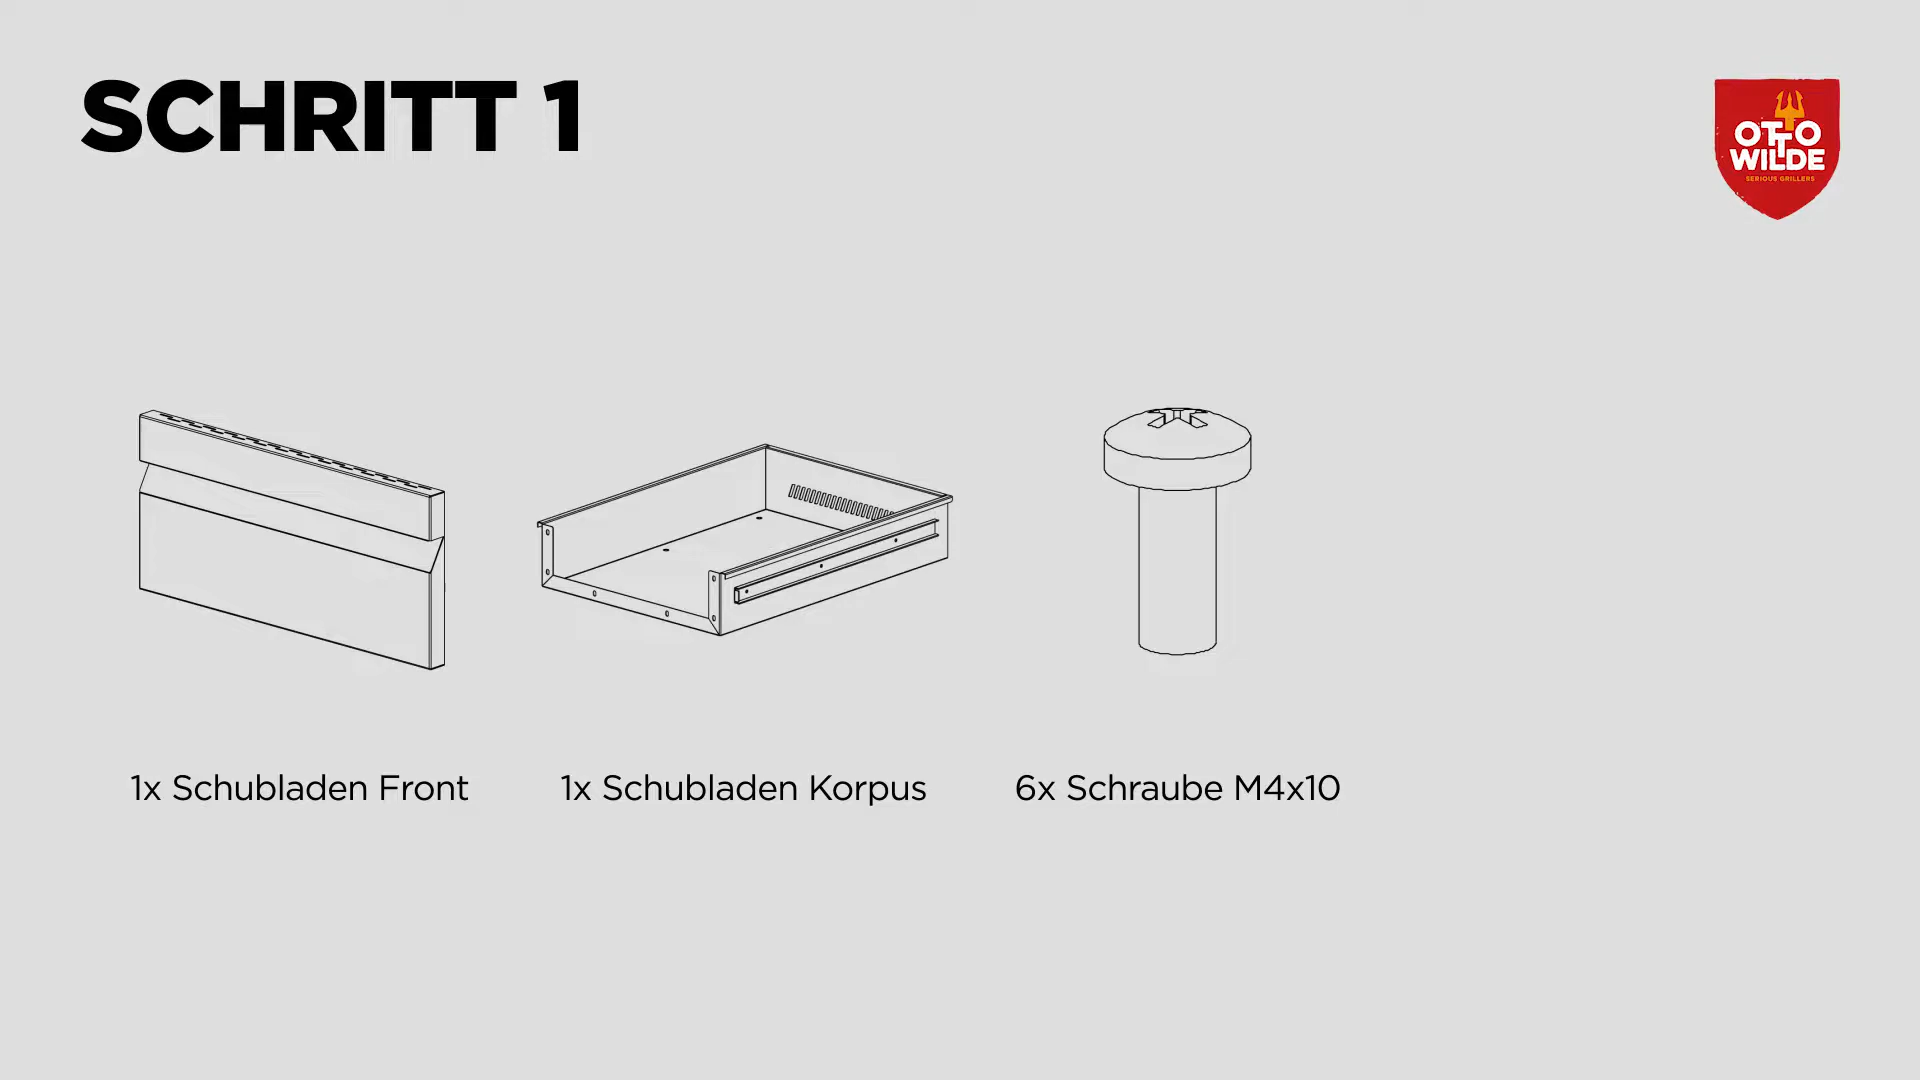 SCHRITT 1
OTTO
WILDE
SERIOUS GRILLERS
1x Schubladen Front
1x Schubladen Korpus
6x Schraube M4x10